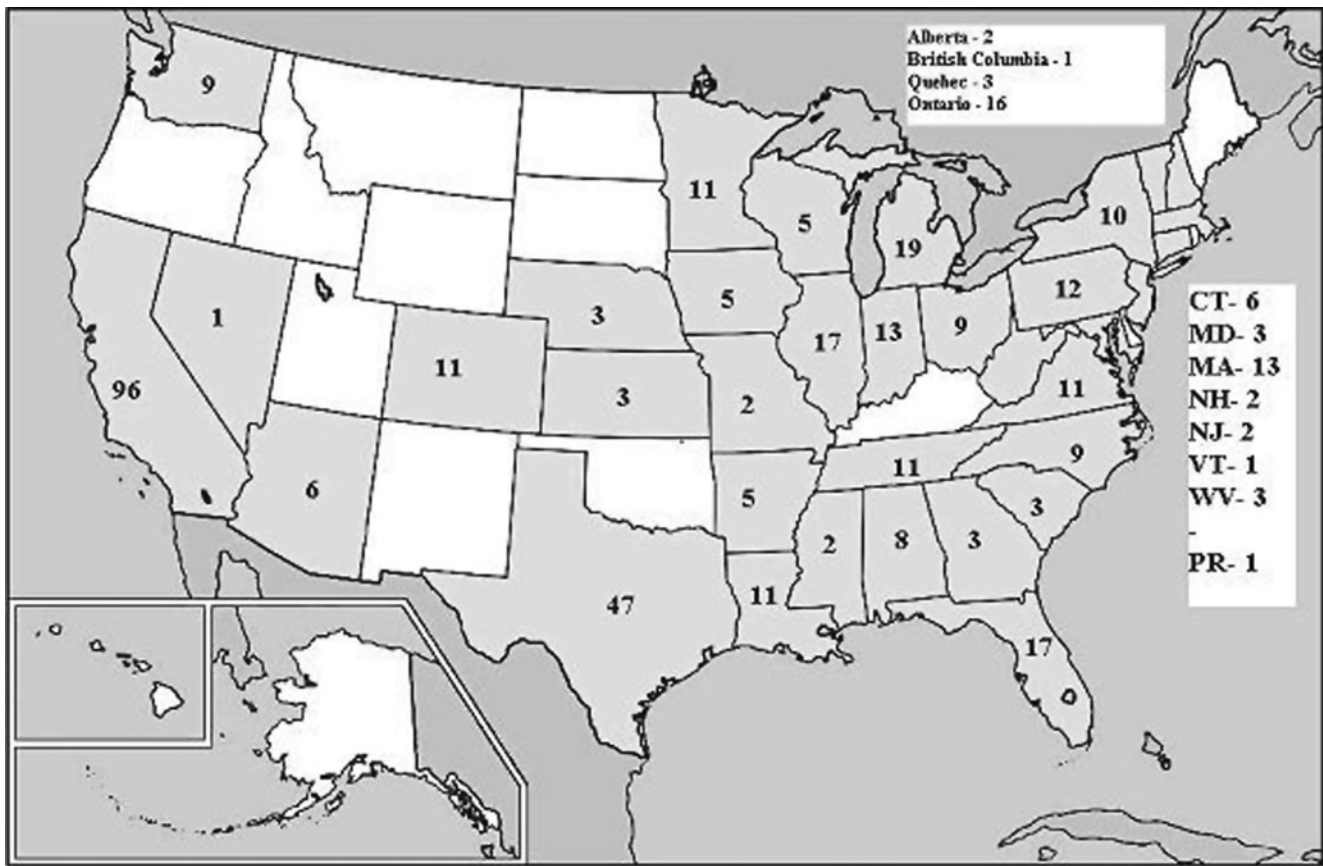 Alberta - 2
British Columbia - 1
Quebec - 3
Ontario - 16
9
11
5
10
19
12
5
3
1
17
13
9
11
96
3
2
11
9
11
6
5
3
2
8
3
47
11
17
CT- 6
MD- 3
MA- 13
NH- 2
NJ- 2
VT- 1
WV- 3
-
PR- 1